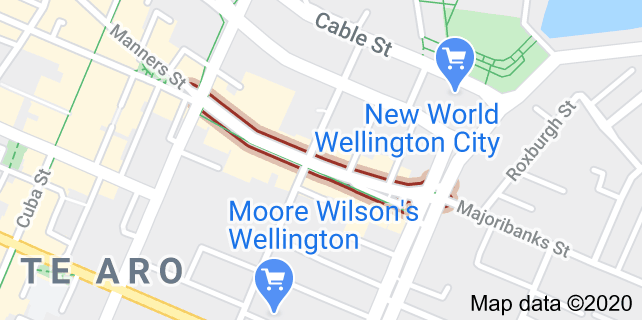 Cable St
Manners St
New World
Wellington City
Roxburgh St
Cuba St
Moore Wilson's
Wellington
Majoribanks St
TE ARO
Map data ©2020